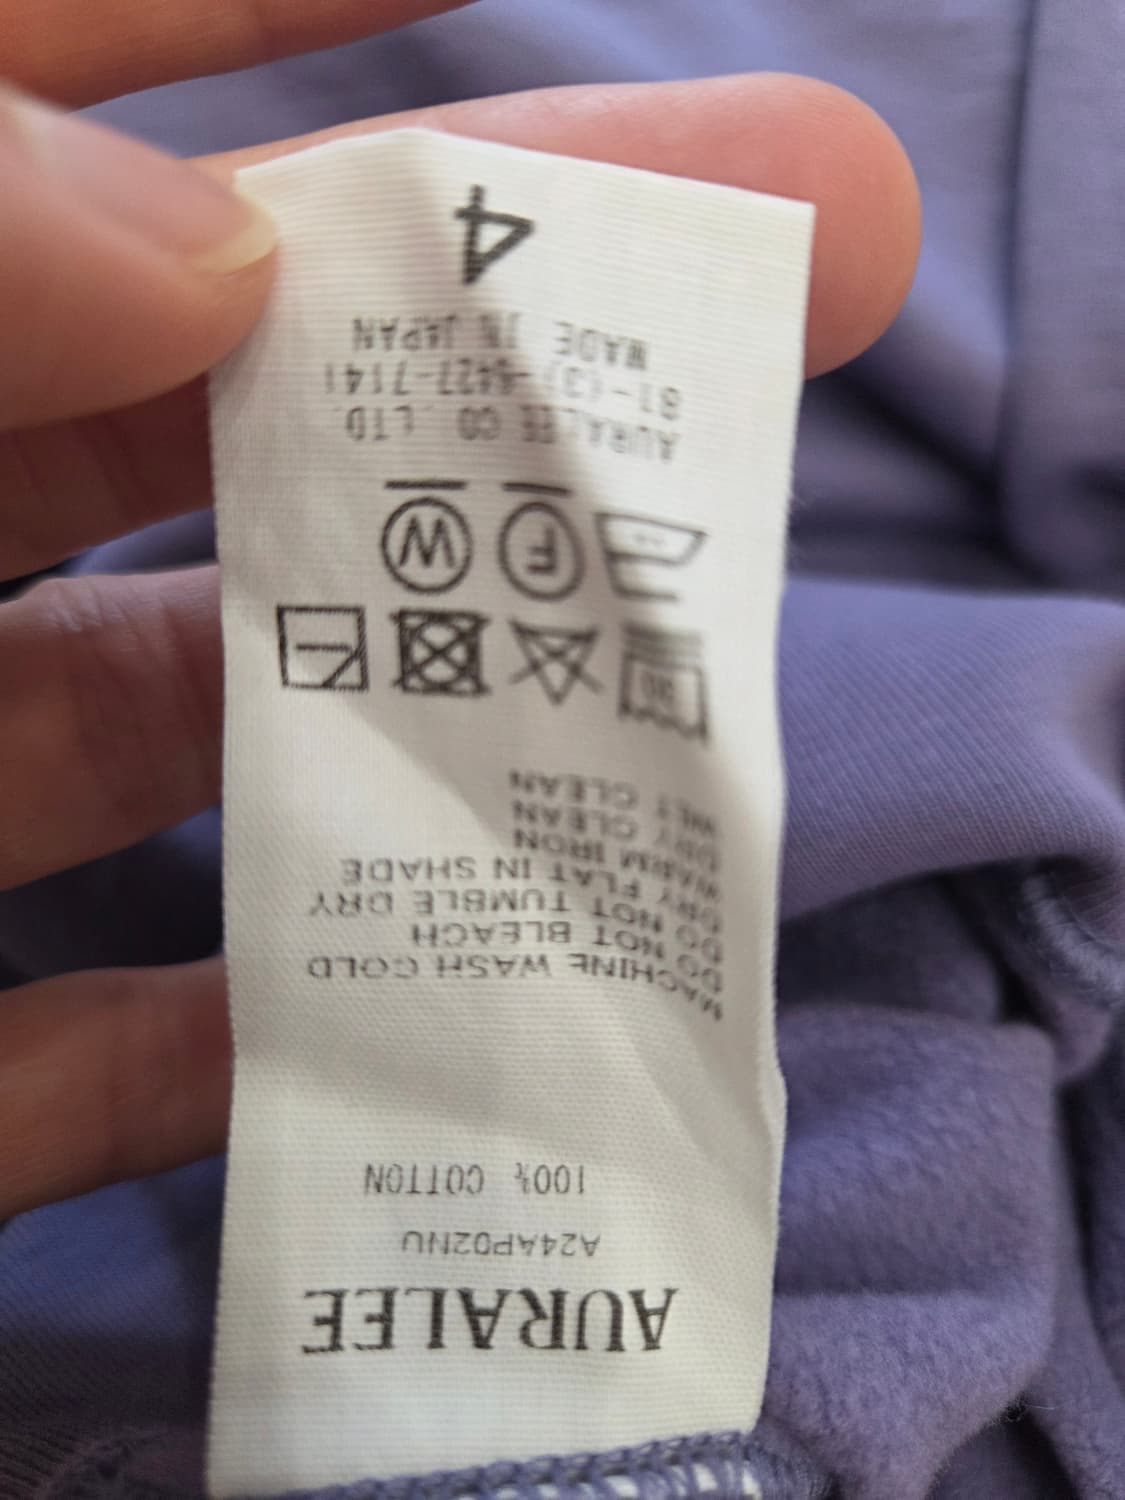 AURALEE
A24AP02NU
100% COTTON
MACHINE WASH COLD
DO NOT BLEACH
DO NOT TUMBLE DRY
DRY FLAT IN SHADE
WARM IRON
DRY CLEAN
WET CLEAN
30
F W
AURALEE CO., LTD.
81-(3)-6427-7141
MADE IN JAPAN
4